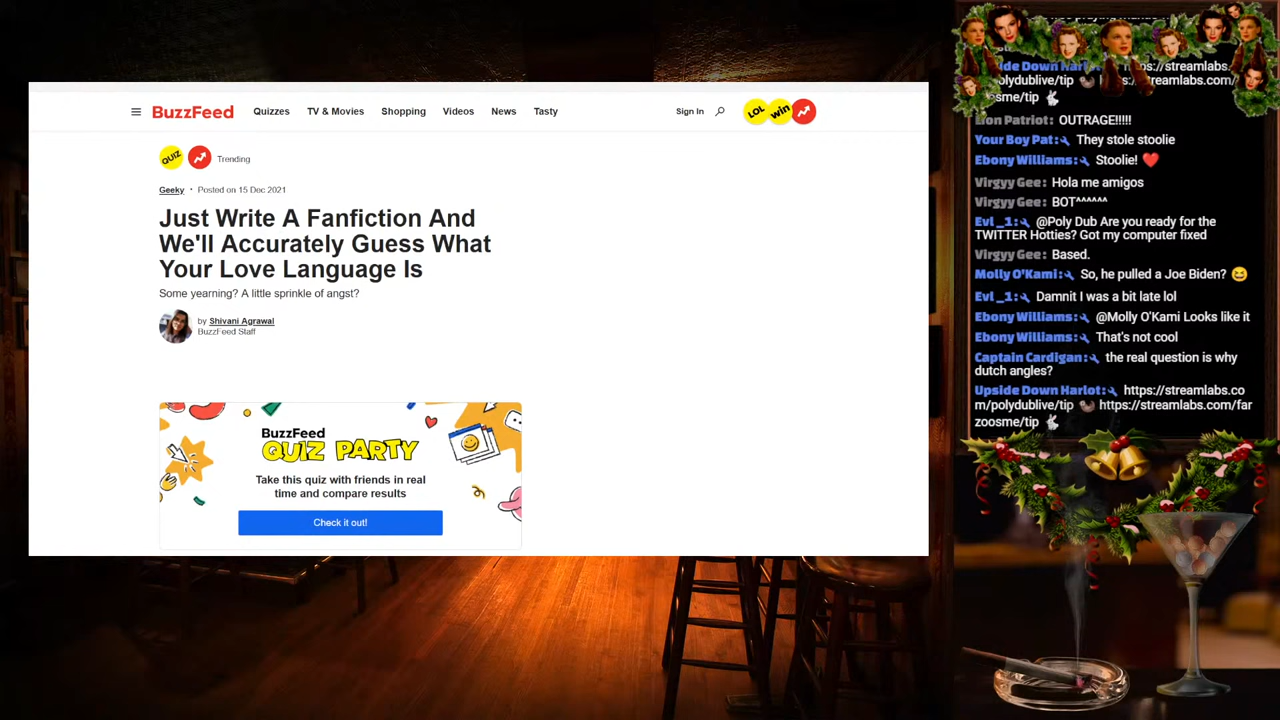 BuzzFeed
Quizzes
TV & Movies
Shopping
Videos
News
Tasty
Sign In
LOL
win
QUIZ
Trending
Geeky • Posted on 15 Dec 2021
Just Write A Fanfiction And
We'll Accurately Guess What
Your Love Language Is
Some yearning? A little sprinkle of angst?
by Shivani Agrawal
BuzzFeed Staff
BuzzFeed
QUIZ PARTY
Take this quiz with friends in real
time and compare results
Check it out!
polydublive/tip https://streamlabs.com/
sme/tip
OUTRAGE!!!!!
Your Boy Pat: They stole stoolie
Ebony Williams: Stoolie! ❤️
Virgyy Gee: Hola me amigos
Virgyy Gee: BOT^^^^^^
Evl _1: @Poly Dub Are you ready for the
TWITTER Hotties? Got my computer fixed
Virgyy Gee: Based.
Molly O'Kami: So, he pulled a Joe Biden? 😆
Evl _1: Damnit I was a bit late lol
Ebony Williams: @Molly O'Kami Looks like it
Ebony Williams: That's not cool
Captain Cardigan: the real question is why
dutch angles?
Upside Down Harlot: https://streamlabs.co
m/polydublive/tip https://streamlabs.com/far
zoosme/tip